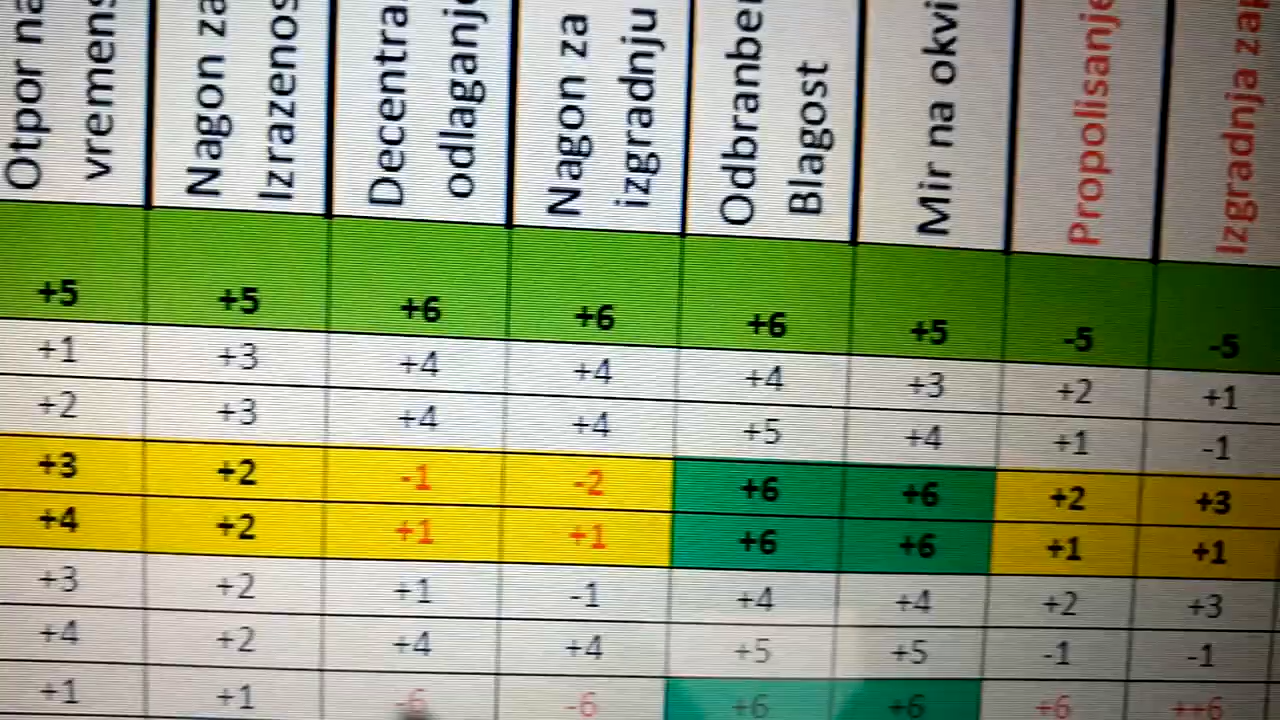 Otpor na
vremens
Nagon za
Izrazenos
Decentra
odlaganje
Nagon za
izgradnju
Odbranben
Blagost
Mir na okvi
Propolisanje
Izgradnja zap
+5 +5 +6 +6 +6 +5 -5 -5
+1 +3 +4 +4 +4 +3 +2 +1
+2 +3 +4 +4 +5 +4 +1 -1
+3 +2 -1 -2 +6 +6 +2 +3
+4 +2 +1 +1 +6 +6 +1 +1
+3 +2 +1 -1 +4 +4 +2 +3
+4 +2 +4 +4 +5 +5 -1 -1
+1 +1 -6 -6 +6 +6 +6 ++6